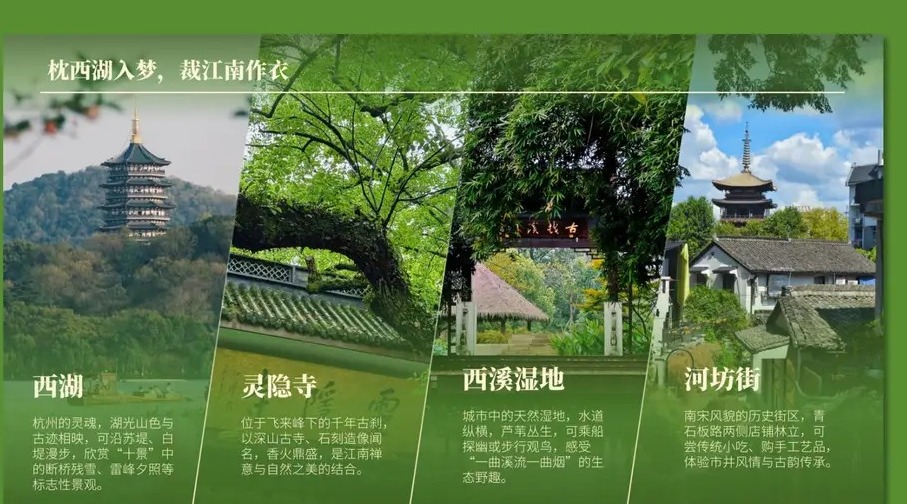 枕西湖入梦，裁江南作衣
西湖
杭州的灵魂，湖光山色与
古迹相映，可沿苏堤、白
堤漫步，欣赏“十景”中
的断桥残雪、雷峰夕照等
标志性景观。
灵隐寺
位于飞来峰下的千年古刹，
以深山古寺、石刻造像闻
名，香火鼎盛，是江南禅
意与自然之美的结合。
西溪湿地
城市中的天然湿地，水道
纵横，芦苇丛生，可乘船
探幽或步行观鸟，感受
“一曲溪流一曲烟”的生
态野趣。
河坊街
南宋风貌的历史街区，青
石板路两侧店铺林立，可
尝传统小吃、购手工艺品，
体验市井风情与古韵传承。